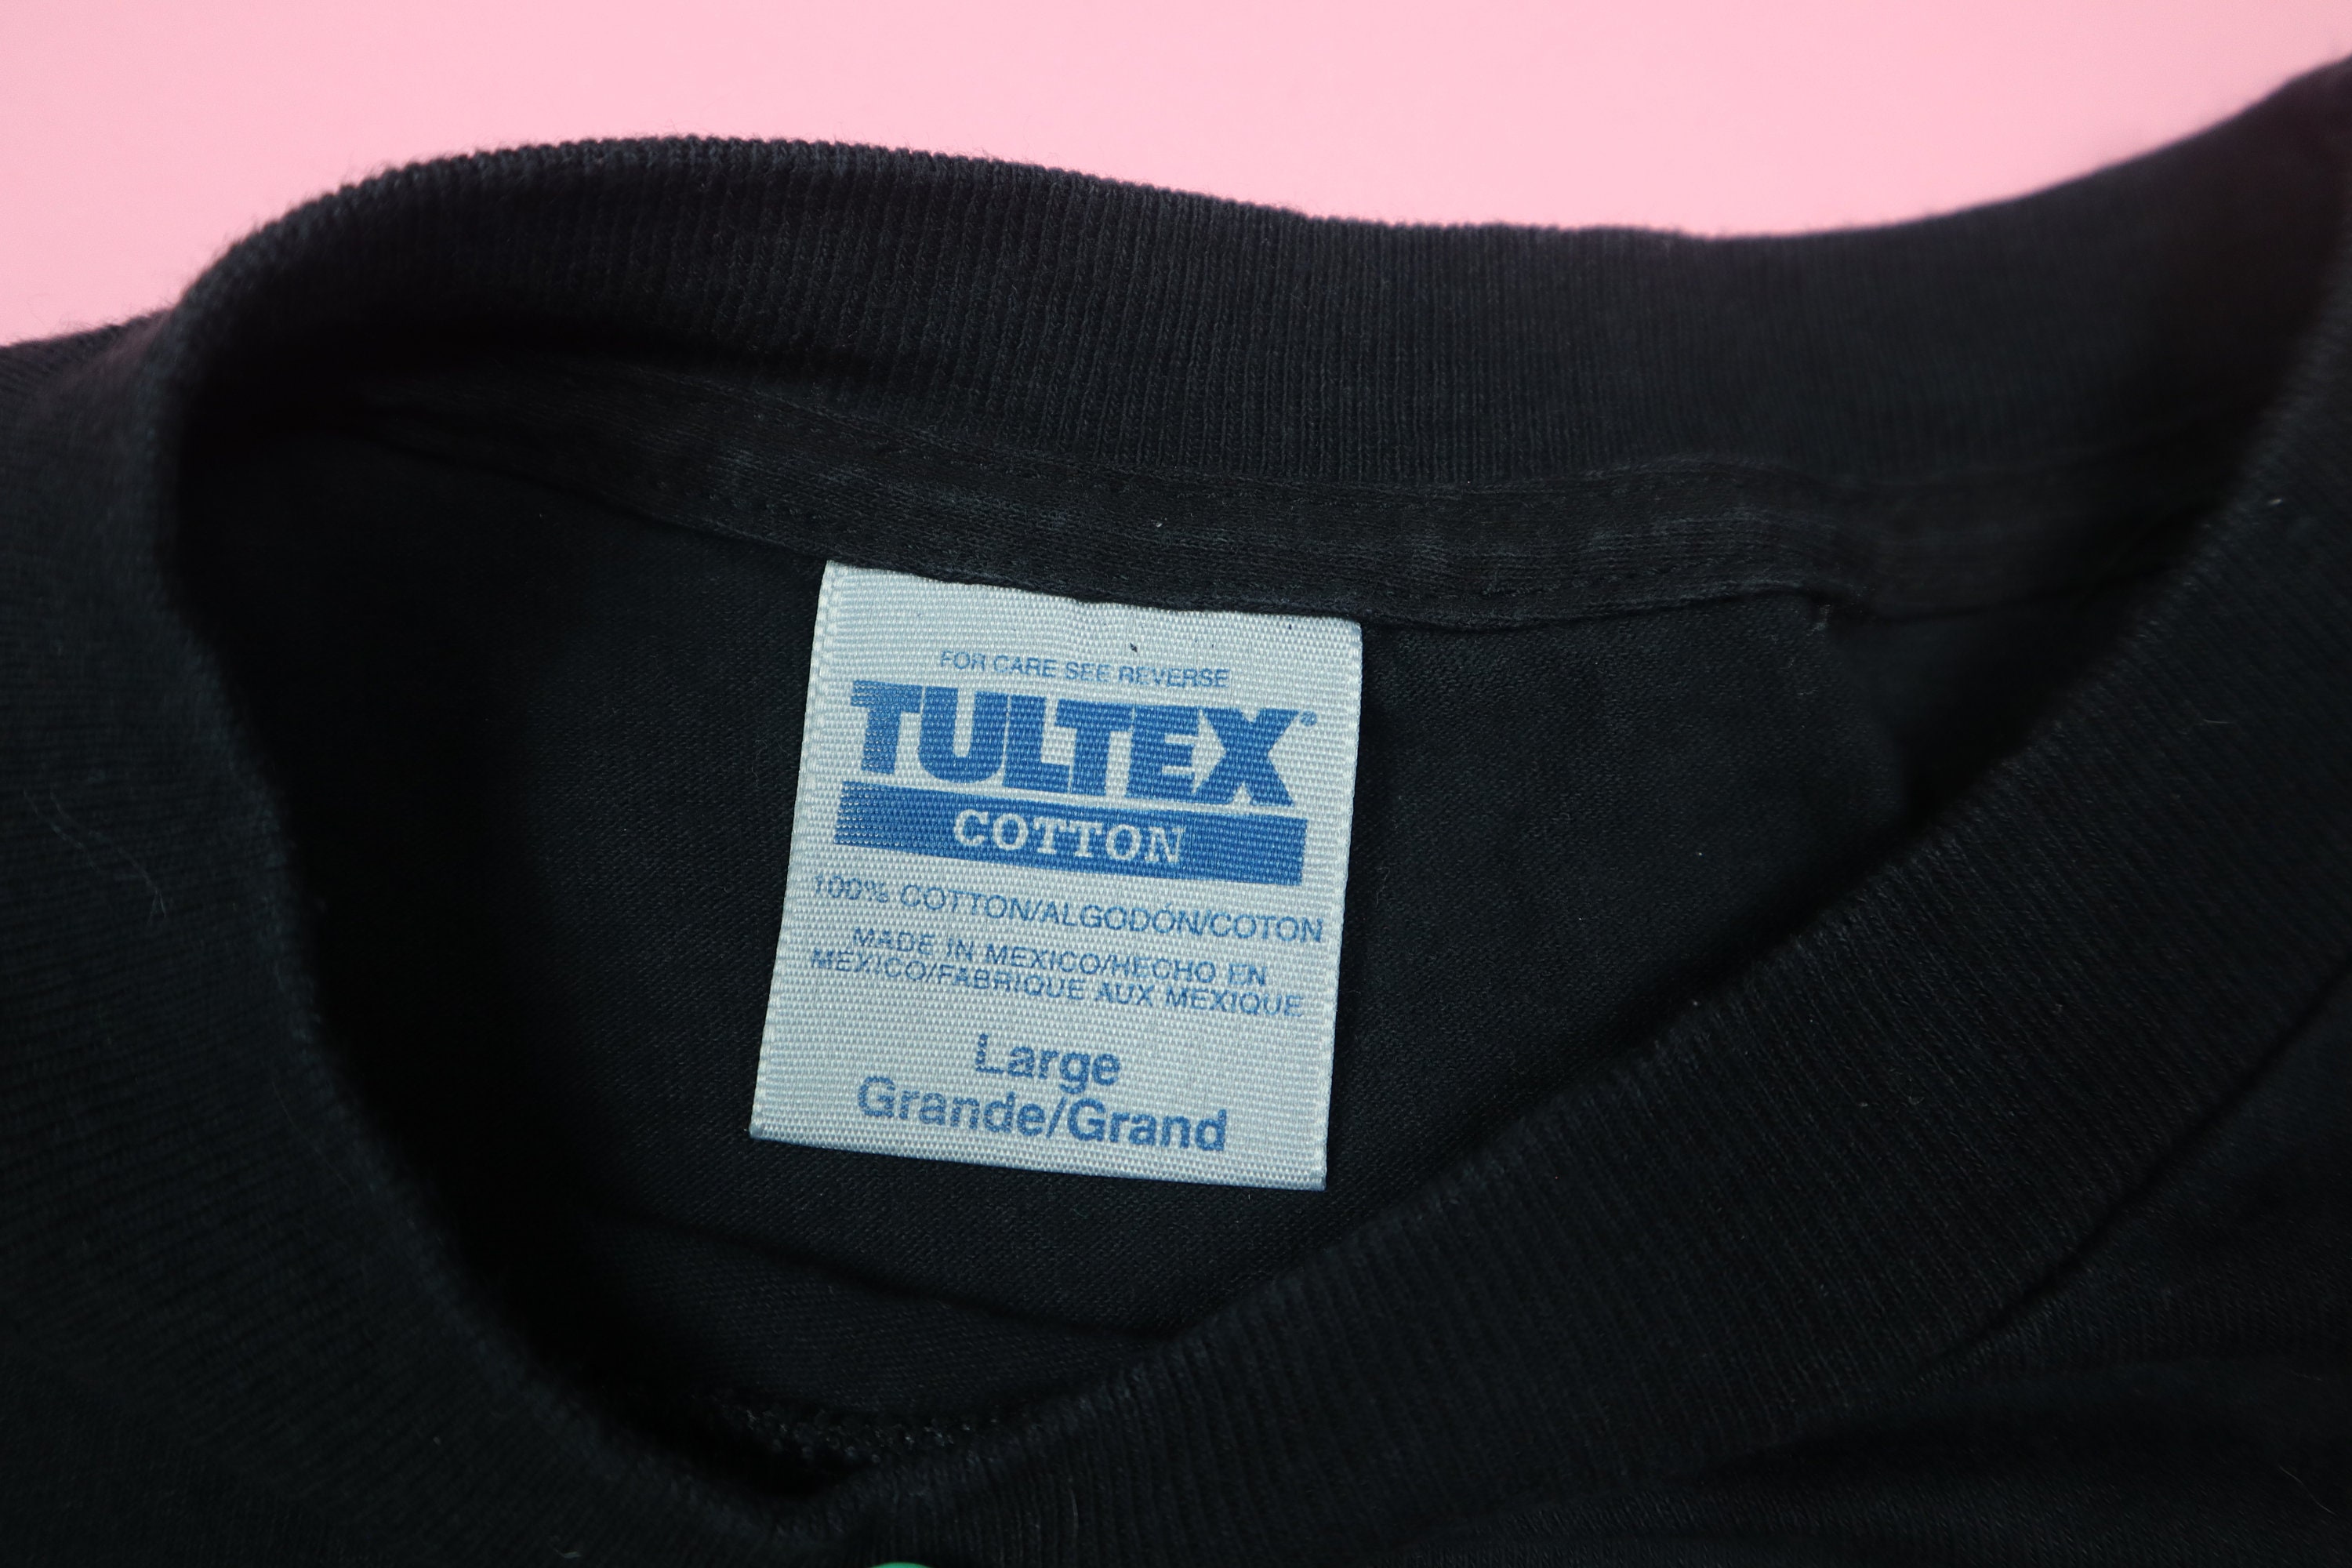 FOR CARE SEE REVERSE
TULTEX®
COTTON
100% COTTON/ALGODÓN/COTON
MADE IN MEXICO/HECHO EN
MEXICO/FABRIQUE AUX MEXIQUE
Large
Grande/Grand